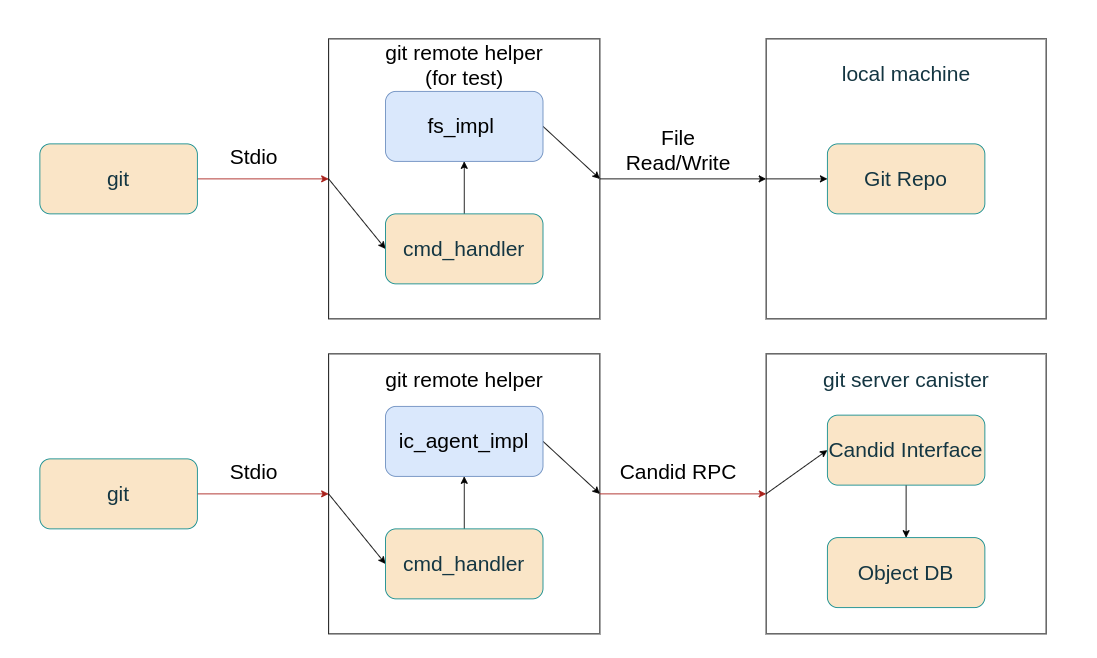 git remote helper
(for test)
local machine
fs_impl
File
Read/Write
Stdio
git
Git Repo
cmd_handler
git remote helper
git server canister
ic_agent_impl
Candid Interface
Stdio
Candid RPC
git
cmd_handler
Object DB